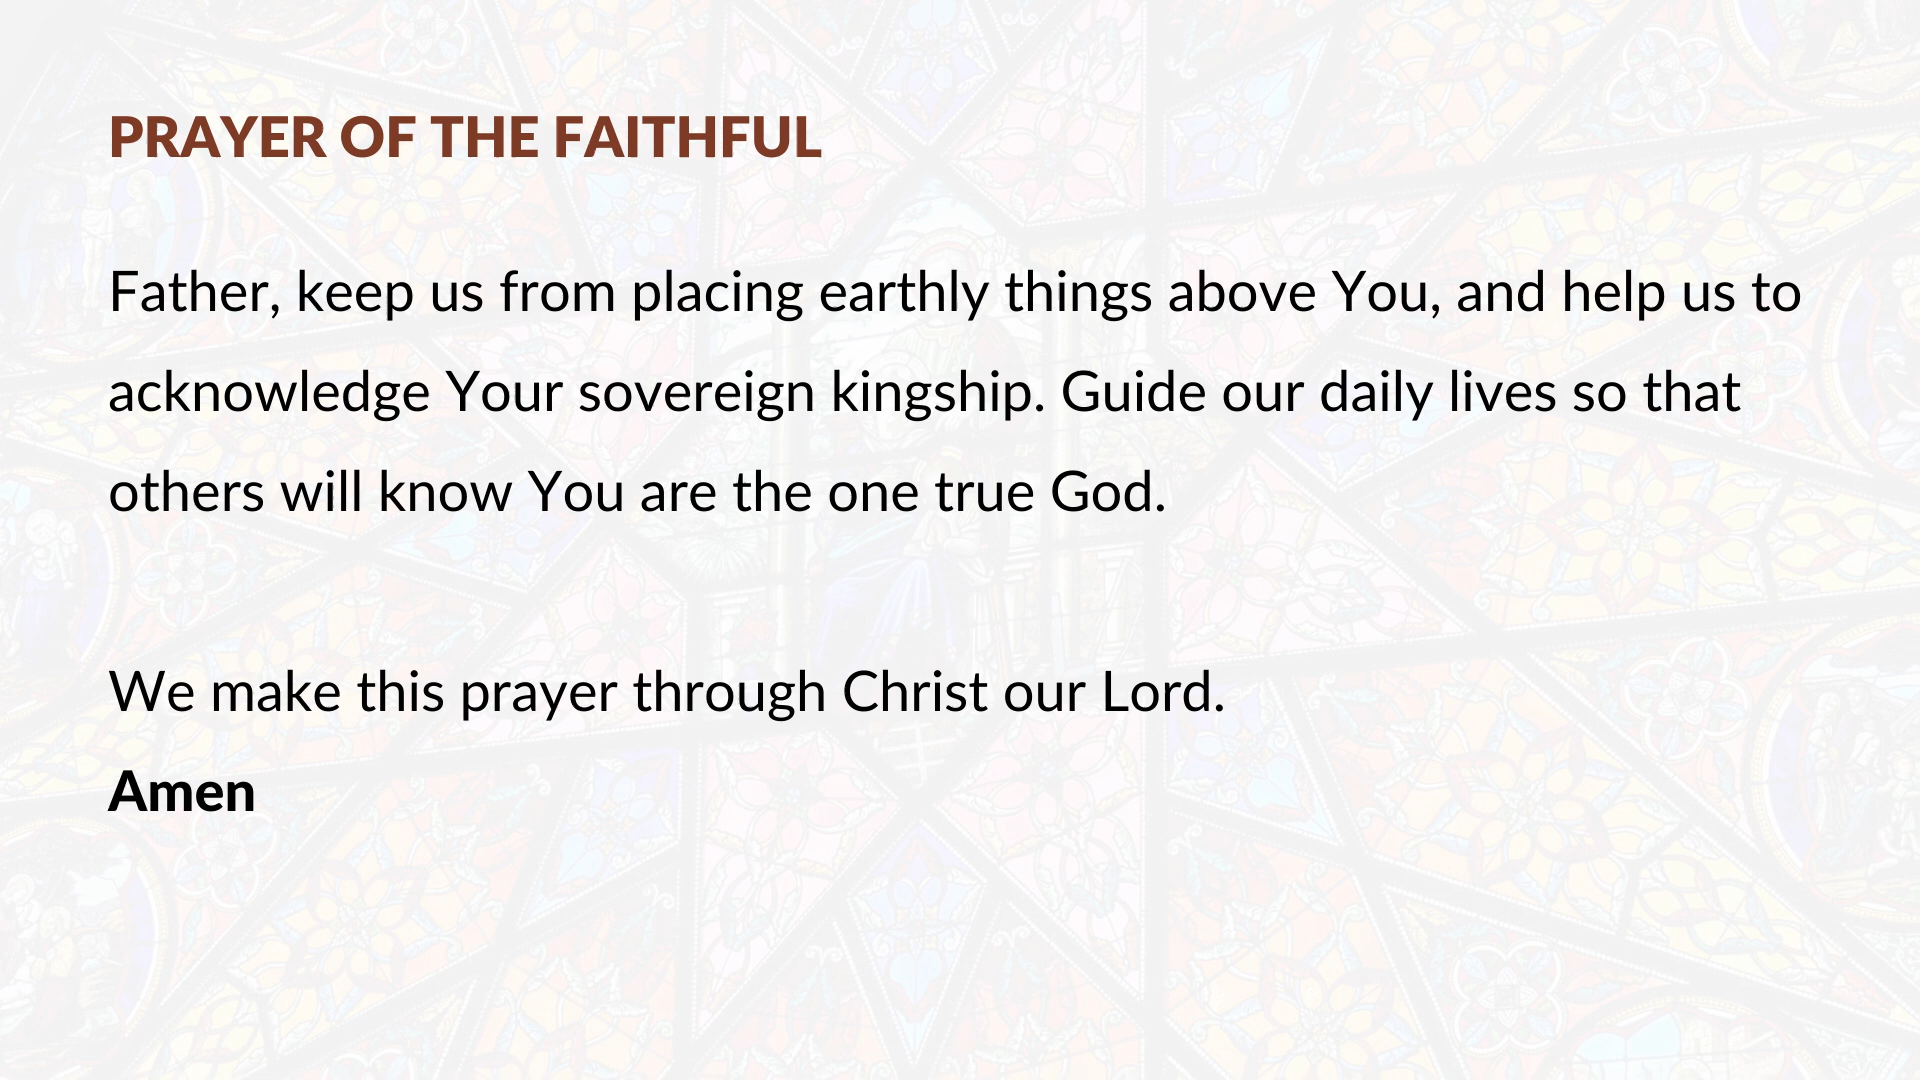 PRAYER OF THE FAITHFUL
Father, keep us from placing earthly things above You, and help us to
acknowledge Your sovereign kingship. Guide our daily lives so that
others will know You are the one true God.
We make this prayer through Christ our Lord.
Amen